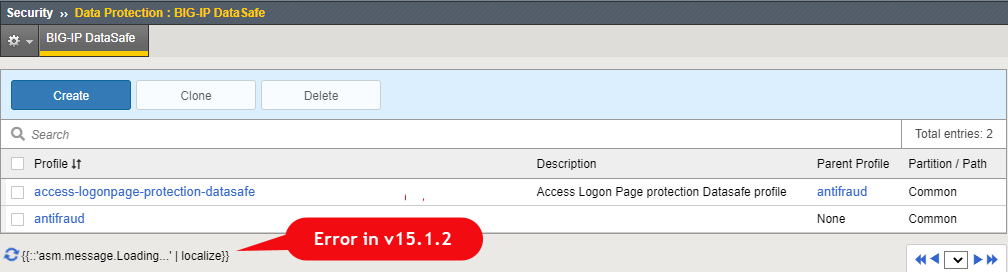 Security ›› Data Protection : BIG-IP DataSafe
BIG-IP DataSafe
Create Clone Delete
Search Total entries: 2
Profile Description Parent Profile Partition / Path
access-logonpage-protection-datasafe Access Logon Page protection Datasafe profile antifraud Common
antifraud None Common
{{::'asm.message.Loading...' | localize}} Error in v15.1.2